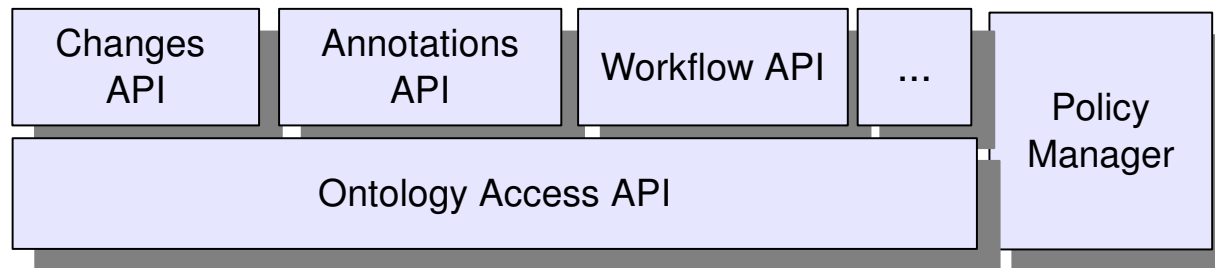 Changes
API
Annotations
API
Workflow API
...
Policy
Manager
Ontology Access API